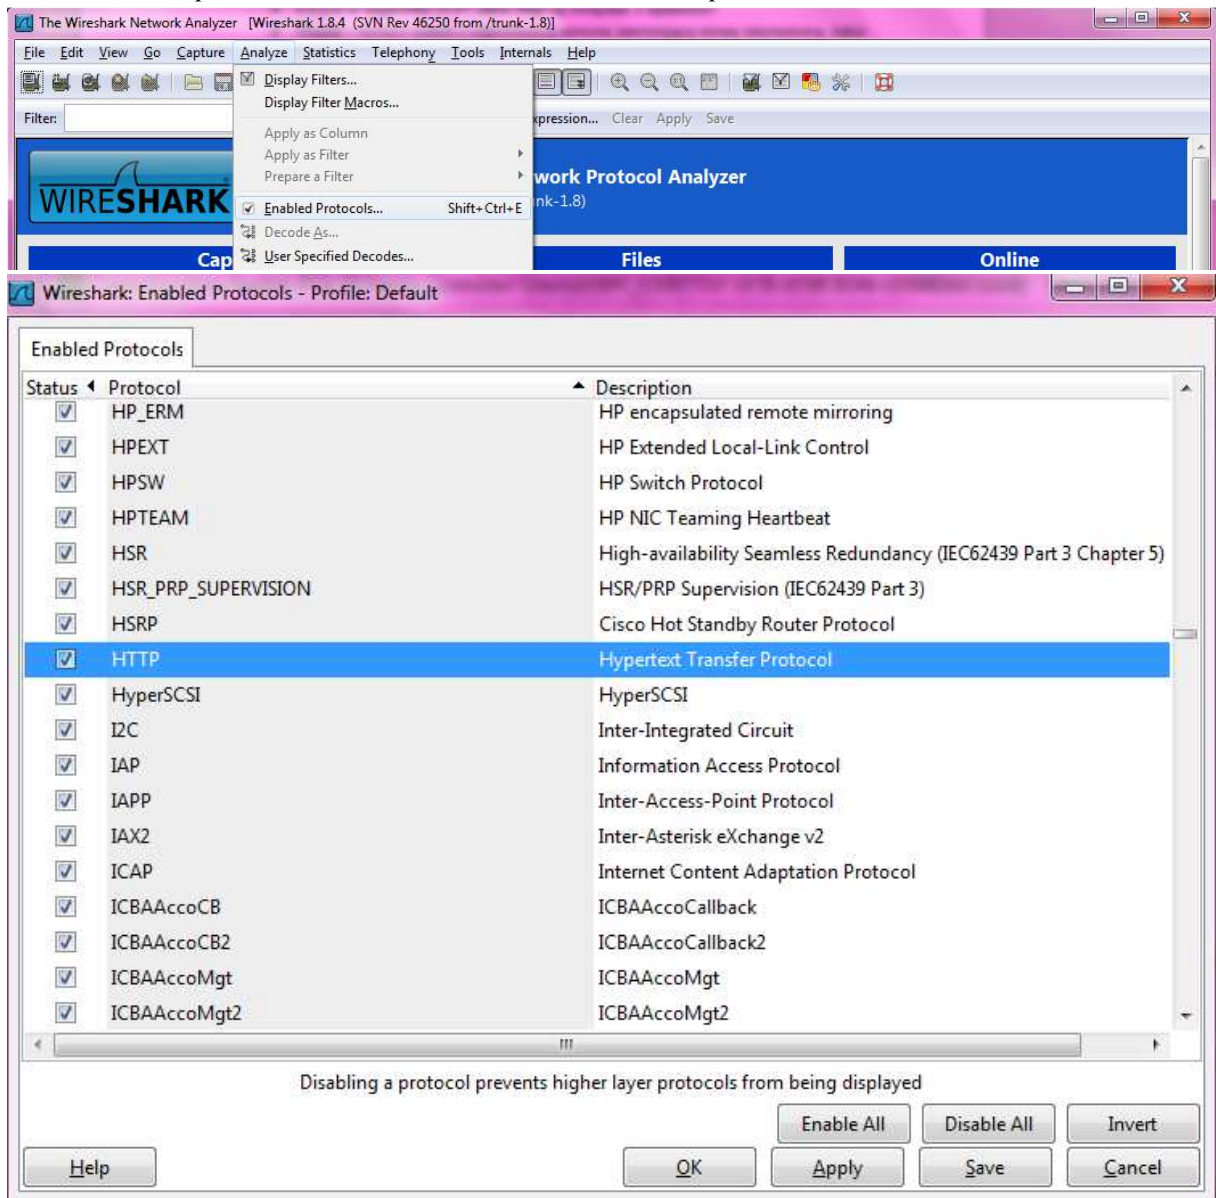 The Wireshark Network Analyzer [Wireshark 1.8.4 (SVN Rev 46250 from /trunk-1.8)]
File Edit View Go Capture Analyze Statistics Telephony Tools Internals Help
Display Filters...
Display Filter Macros...
Filter: xpression... Clear Apply Save
Apply as Column
Apply as Filter
Prepare a Filter
work Protocol Analyzer
WIRESHARK
Enabled Protocols... Shift+Ctrl+E
nk-1.8)
Decode As...
User Specified Decodes...
Cap Files Online
Wireshark: Enabled Protocols - Profile: Default
Enabled Protocols
Status Protocol Description
HP_ERM HP encapsulated remote mirroring
HPEXT HP Extended Local-Link Control
HPSW HP Switch Protocol
HPTEAM HP NIC Teaming Heartbeat
HSR High-availability Seamless Redundancy (IEC62439 Part 3 Chapter 5)
HSR_PRP_SUPERVISION HSR/PRP Supervision (IEC62439 Part 3)
HSRP Cisco Hot Standby Router Protocol
HTTP Hypertext Transfer Protocol
HyperSCSI HyperSCSI
I2C Inter-Integrated Circuit
IAP Information Access Protocol
IAPP Inter-Access-Point Protocol
IAX2 Inter-Asterisk eXchange v2
ICAP Internet Content Adaptation Protocol
ICBAAccoCB ICBAAccoCallback
ICBAAccoCB2 ICBAAccoCallback2
ICBAAccoMgt ICBAAccoMgt
ICBAAccoMgt2 ICBAAccoMgt2
Disabling a protocol prevents higher layer protocols from being displayed
Enable All Disable All Invert
Help OK Apply Save Cancel